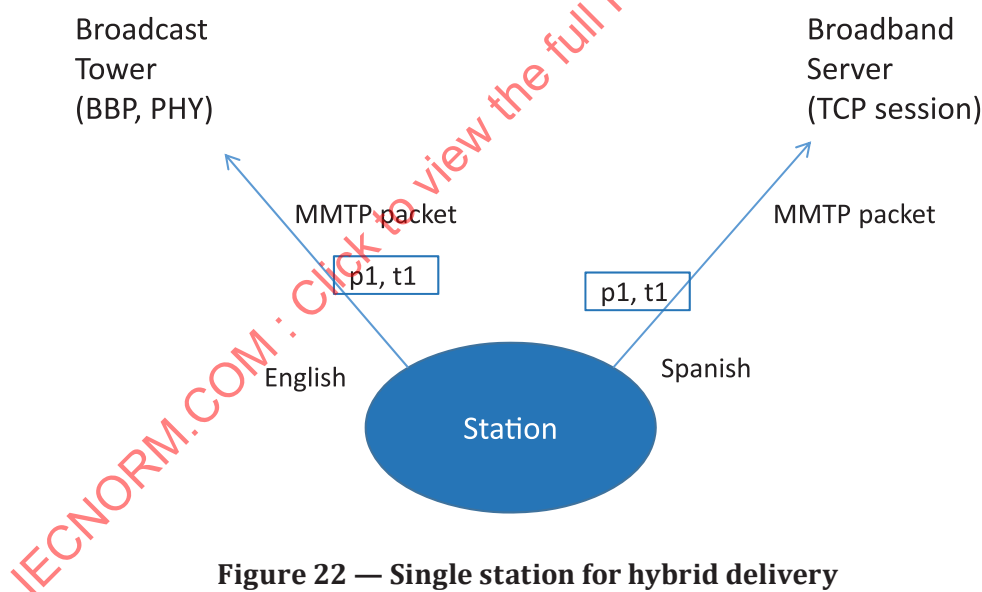 Broadcast
Tower
(BBP, PHY)
Broadband
Server
(TCP session)
MMTP packet
MMTP packet
p1, t1
p1, t1
English
Spanish
Station
IECNORM.COM : Click to view the full
Figure 22 — Single station for hybrid delivery